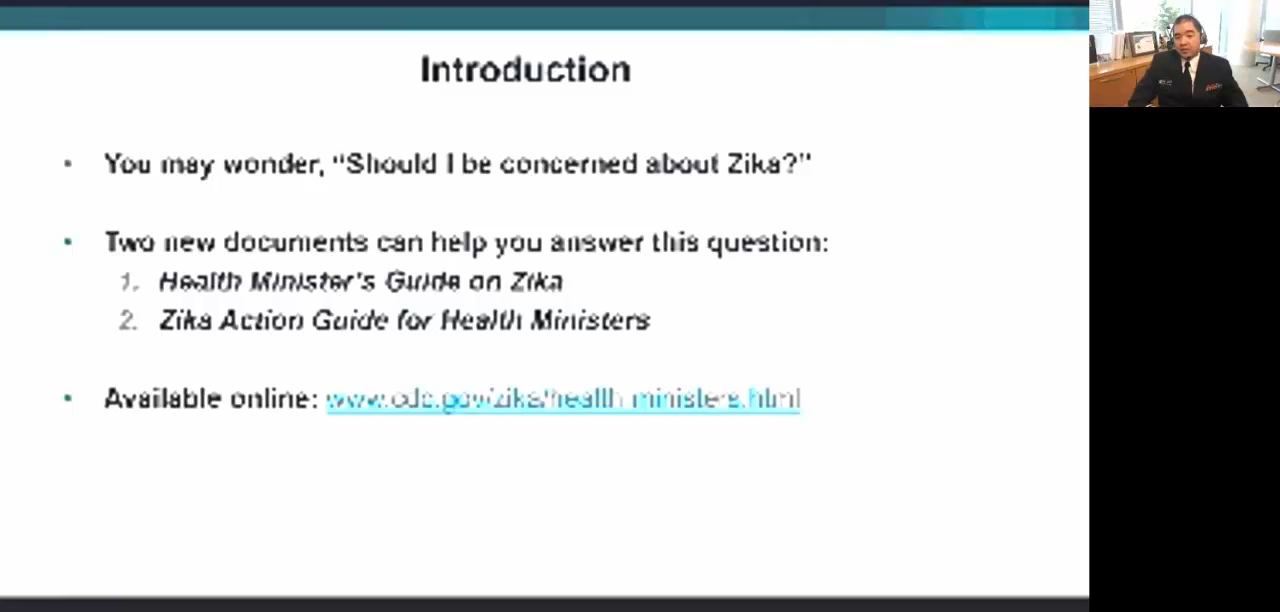 Introduction
• You may wonder, “Should I be concerned about Zika?”
• Two new documents can help you answer this question:
1. Health Minister's Guide on Zika
2. Zika Action Guide for Health Ministers
• Available online: www.cdc.gov/zika/health-ministers.html